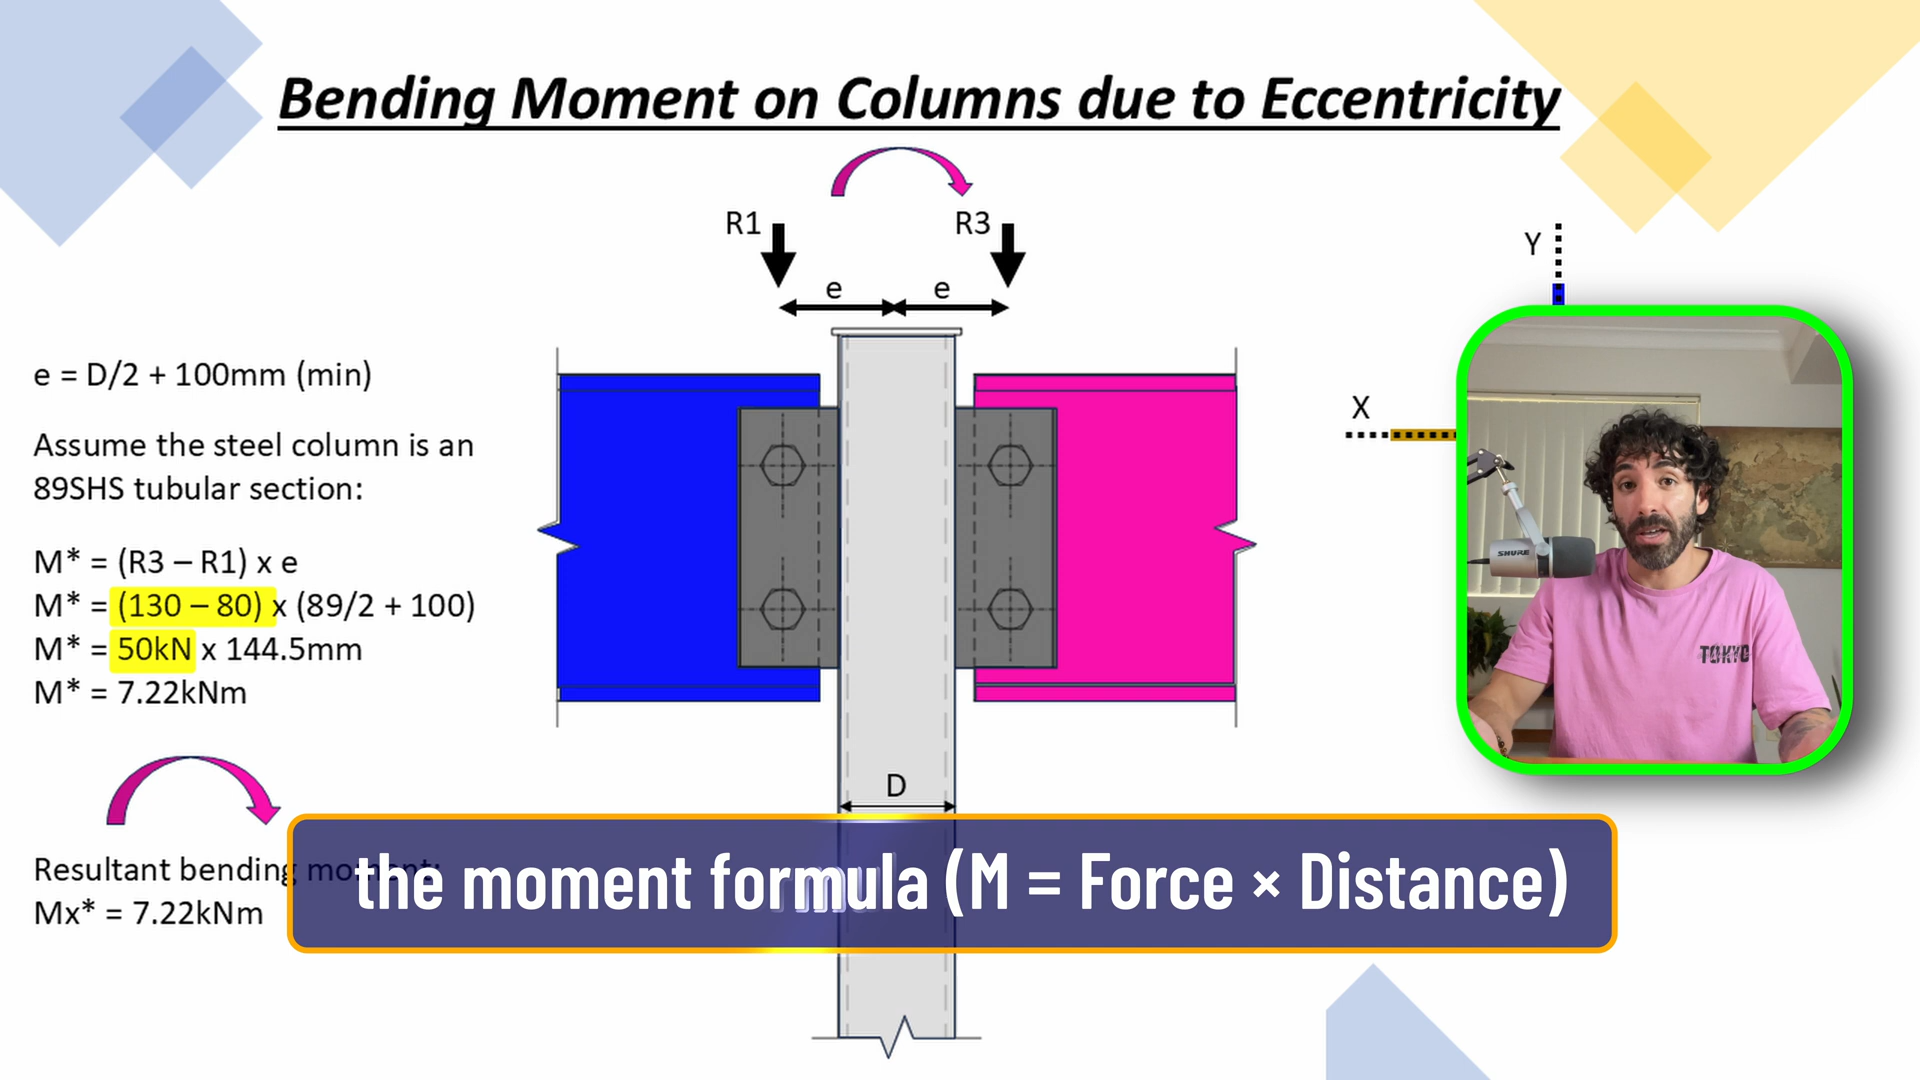 Bending Moment on Columns due to Eccentricity
R1
R3
e
e
Y
X
e = D/2 + 100mm (min)
Assume the steel column is an
89SHS tubular section:
M* = (R3 – R1) x e
M* = (130 – 80) x (89/2 + 100)
M* = 50kN x 144.5mm
M* = 7.22kNm
SHURE
TOKYO
D
Resultant bending moment:
Mx* = 7.22kNm
the moment formula (M = Force × Distance)